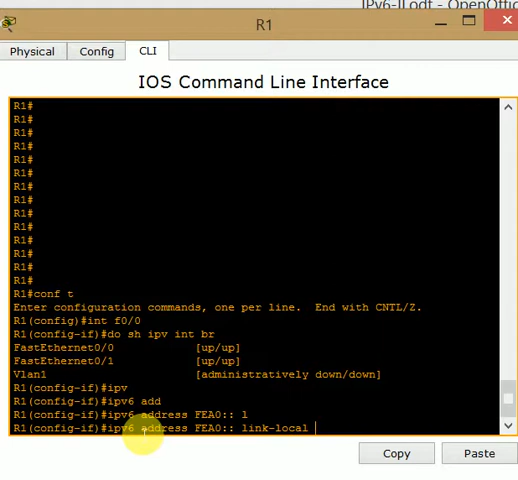 IPv6-II.odt - OpenOffic
R1
Physical
Config
CLI
IOS Command Line Interface
R1#
R1#
R1#
R1#
R1#
R1#
R1#
R1#
R1#
R1#
R1#
R1#
R1#
R1#
R1#conf t
Enter configuration commands, one per line.  End with CNTL/Z.
R1(config)#int f0/0
R1(config-if)#do sh ipv int br
FastEthernet0/0            [up/up]
FastEthernet0/1            [up/up]
Vlan1                      [administratively down/down]
R1(config-if)#ipv
R1(config-if)#ipv6 add
R1(config-if)#ipv6 address FEA0:: l
R1(config-if)#ipv6 address FEA0:: link-local
Copy
Paste